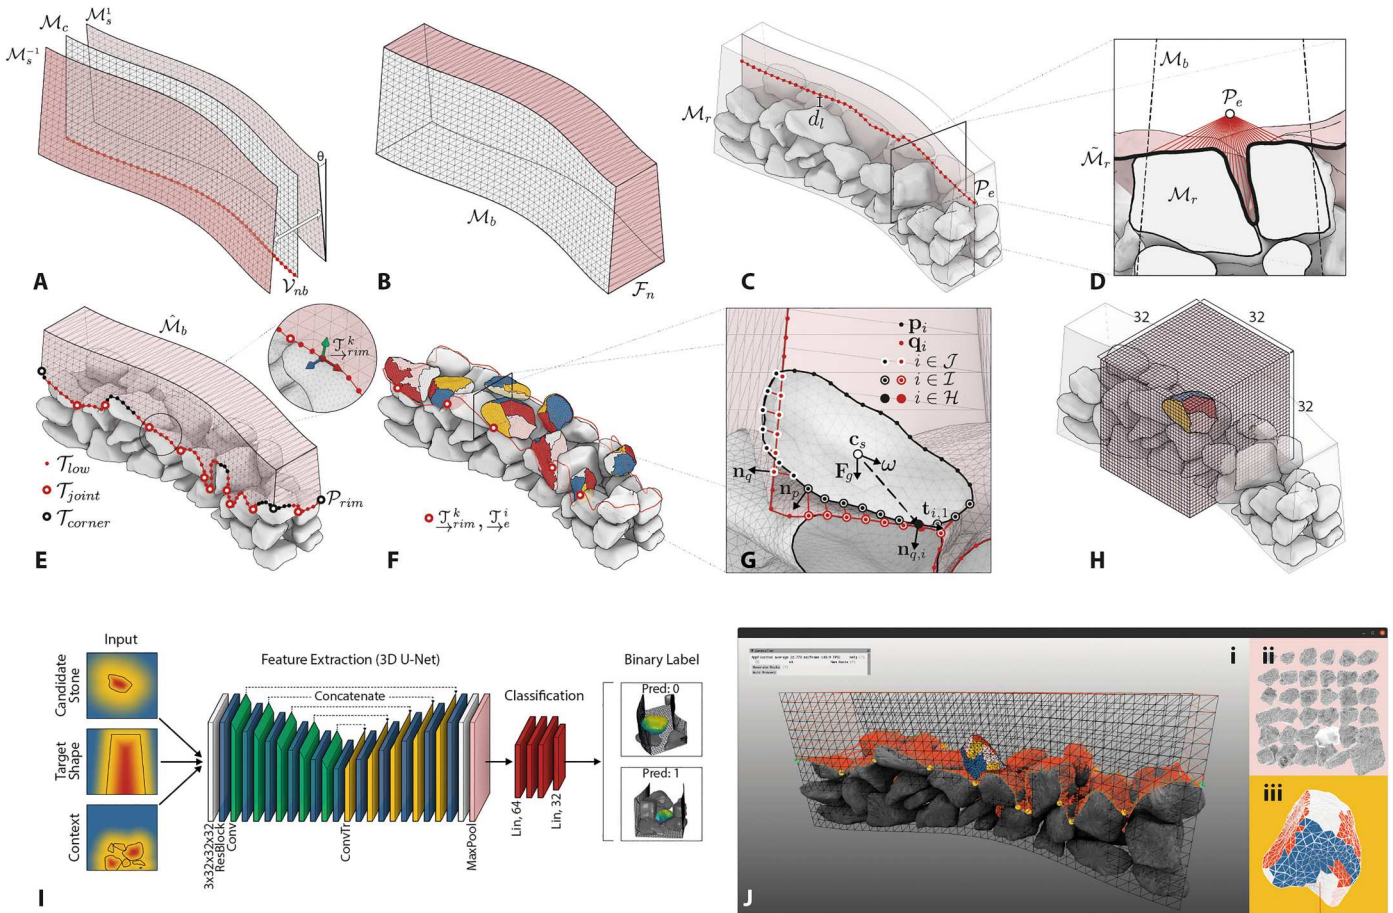 M_s^1
M_c
M_s^-1
θ
A
V_nb
B
M_b
F_n
M_r
d_l
P_e
C
M_b
P_e
M̃_r
M_r
D
M̂_b
T_rim^k
T_low
T_joint
T_corner
P_rim
E
T_rim^k, T_e^i
F
p_i
q_i
i ∈ J
i ∈ I
i ∈ H
c_s
ω
F_g
n_q
n_p
t_i,1
n_q,i
G
32
32
32
H
Input
Candidate
Stone
Target
Shape
Context
Feature Extraction (3D U-Net)
Concatenate
3x32x32x32
ResBlock
Conv
ConvTr
MaxPool
Classification
Lin, 64
Lin, 32
Binary Label
Pred: 0
Pred: 1
I
i
ii
iii
J